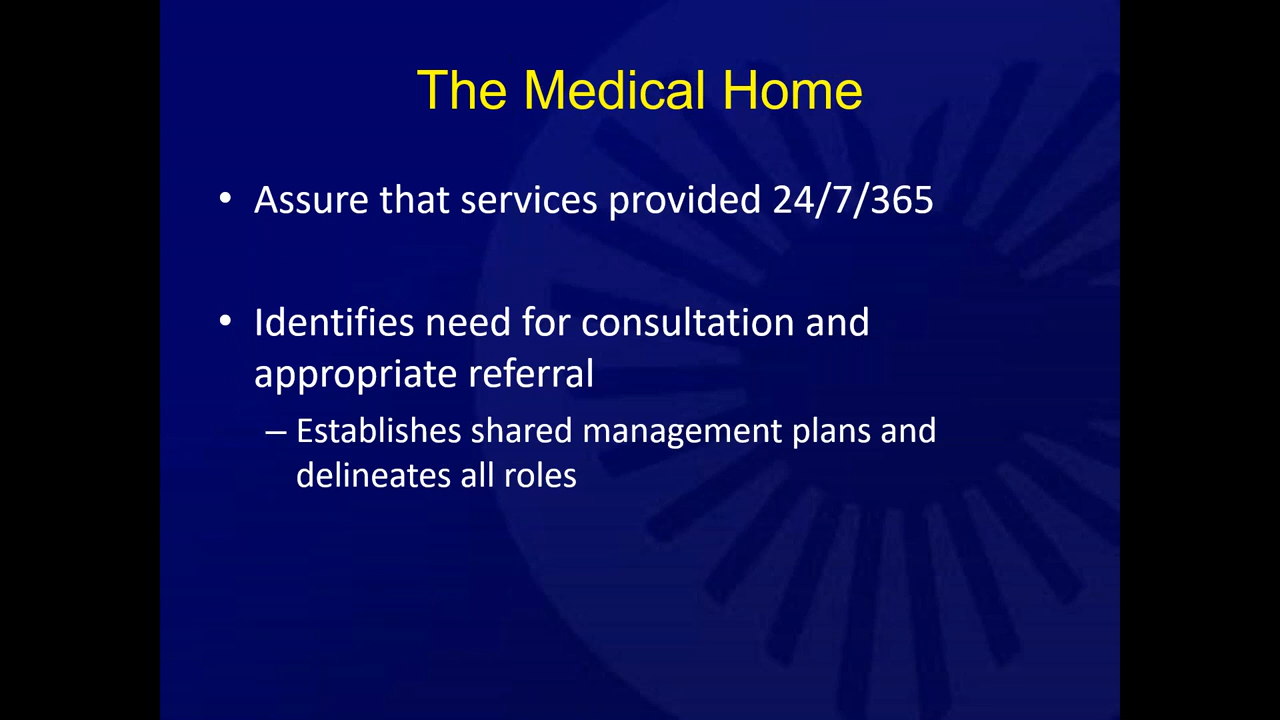 The Medical Home
• Assure that services provided 24/7/365
• Identifies need for consultation and
appropriate referral
– Establishes shared management plans and
delineates all roles